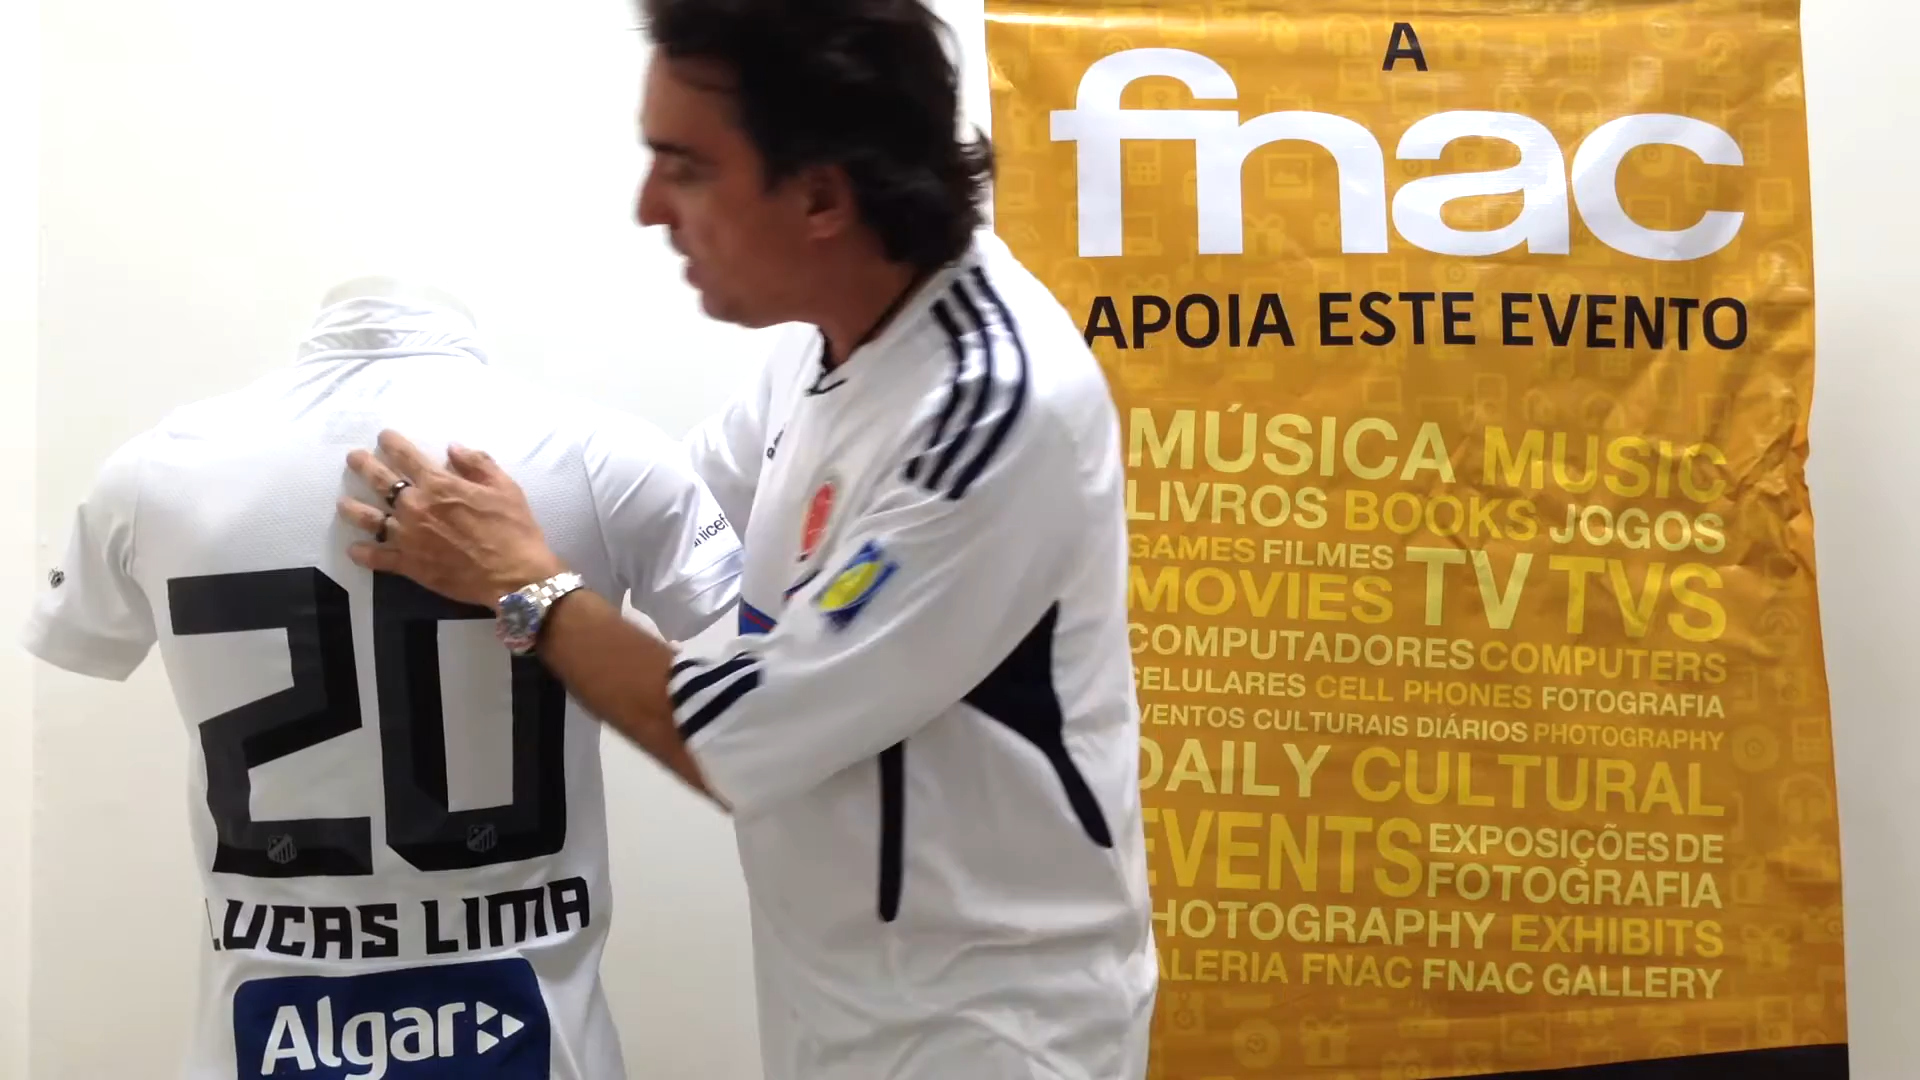 A
fnac
APOIA ESTE EVENTO
MÚSICA MUSIC
LIVROS BOOKS JOGOS
GAMES FILMES
MOVIES TV TVS
COMPUTADORES COMPUTERS
CELULARES CELL PHONES FOTOGRAFIA
EVENTOS CULTURAIS DIÁRIOS PHOTOGRAPHY
DAILY CULTURAL
EVENTS EXPOSIÇÕES DE
FOTOGRAFIA
PHOTOGRAPHY EXHIBITS
GALERIA FNAC FNAC GALLERY
unicef
20
LUCAS LIMA
Algar